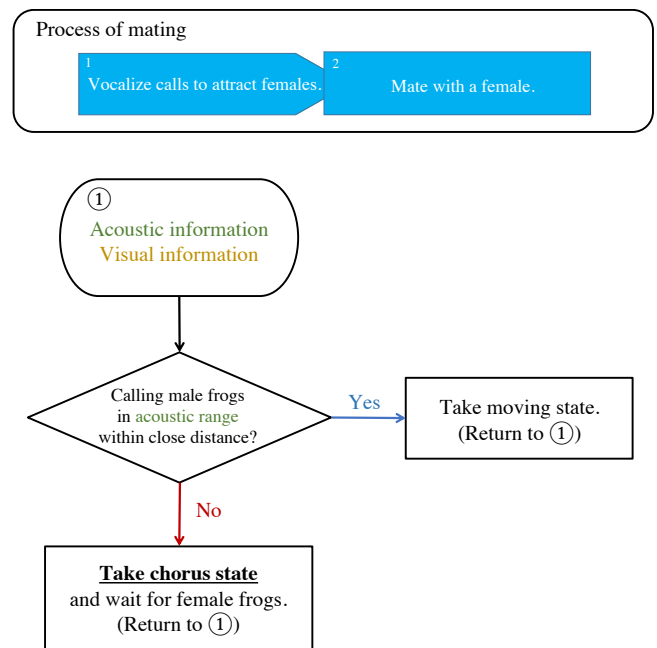 Process of mating
1
Vocalize calls to attract females.
2
Mate with a female.
①
Acoustic information
Visual information
Calling male frogs
in acoustic range
within close distance?
Yes
Take moving state.
(Return to ①)
No
Take chorus state
and wait for female frogs.
(Return to ①)